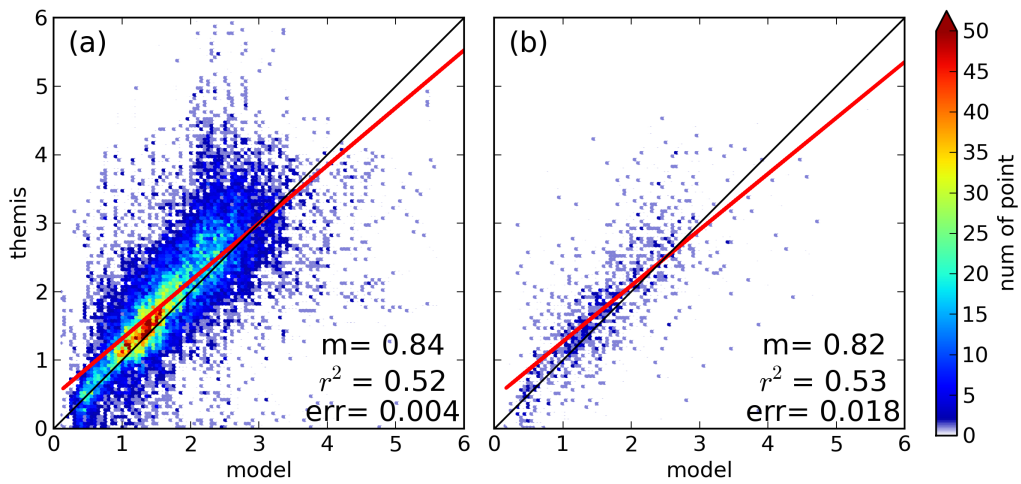 (a)
6
5
4
3
2
1
0
themis
m= 0.84
r² = 0.52
err= 0.004
0 1 2 3 4 5 6
model
(b)
m= 0.82
r² = 0.53
err= 0.018
0 1 2 3 4 5 6
model
50
45
40
35
30
25
20
15
10
5
0
num of point